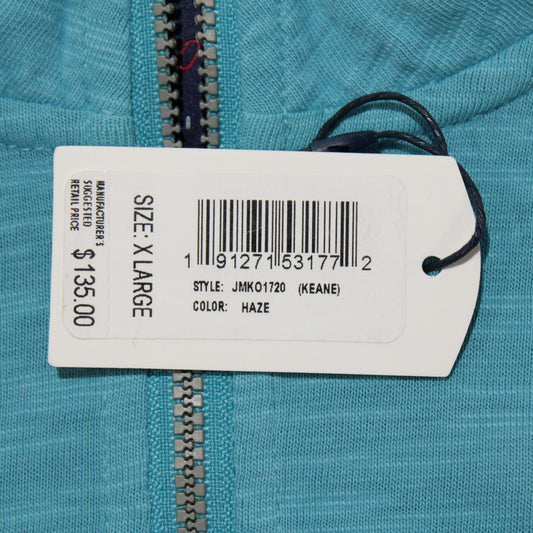 MANUFACTURER'S
SUGGESTED
RETAIL PRICE
$135.00
SIZE: X LARGE
1 91271 53177 2
STYLE: JMKO1720 (KEANE)
COLOR: HAZE